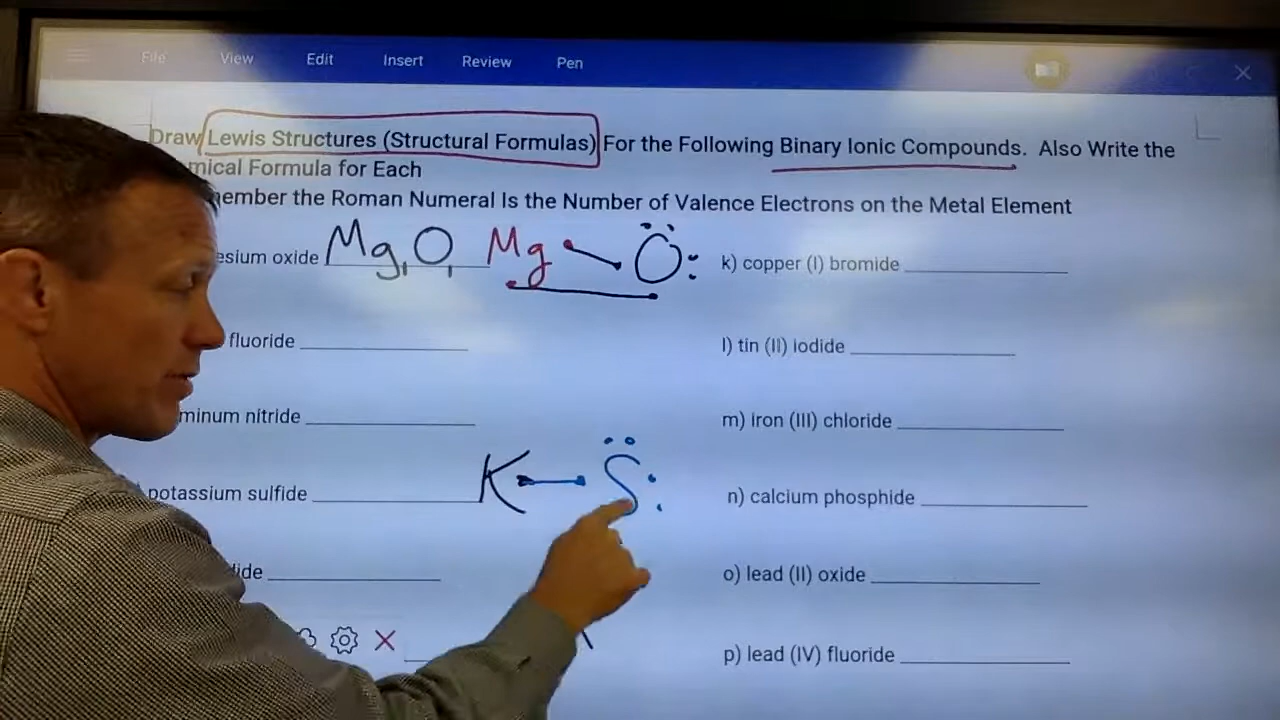 File View Edit Insert Review Pen
Draw Lewis Structures (Structural Formulas) For the Following Binary Ionic Compounds. Also Write the
mical Formula for Each
ember the Roman Numeral Is the Number of Valence Electrons on the Metal Element
esium oxide Mg₁O₁ Mg O k) copper (I) bromide
fluoride l) tin (II) iodide
minum nitride m) iron (III) chloride
potassium sulfide K S n) calcium phosphide
ide o) lead (II) oxide
p) lead (IV) fluoride